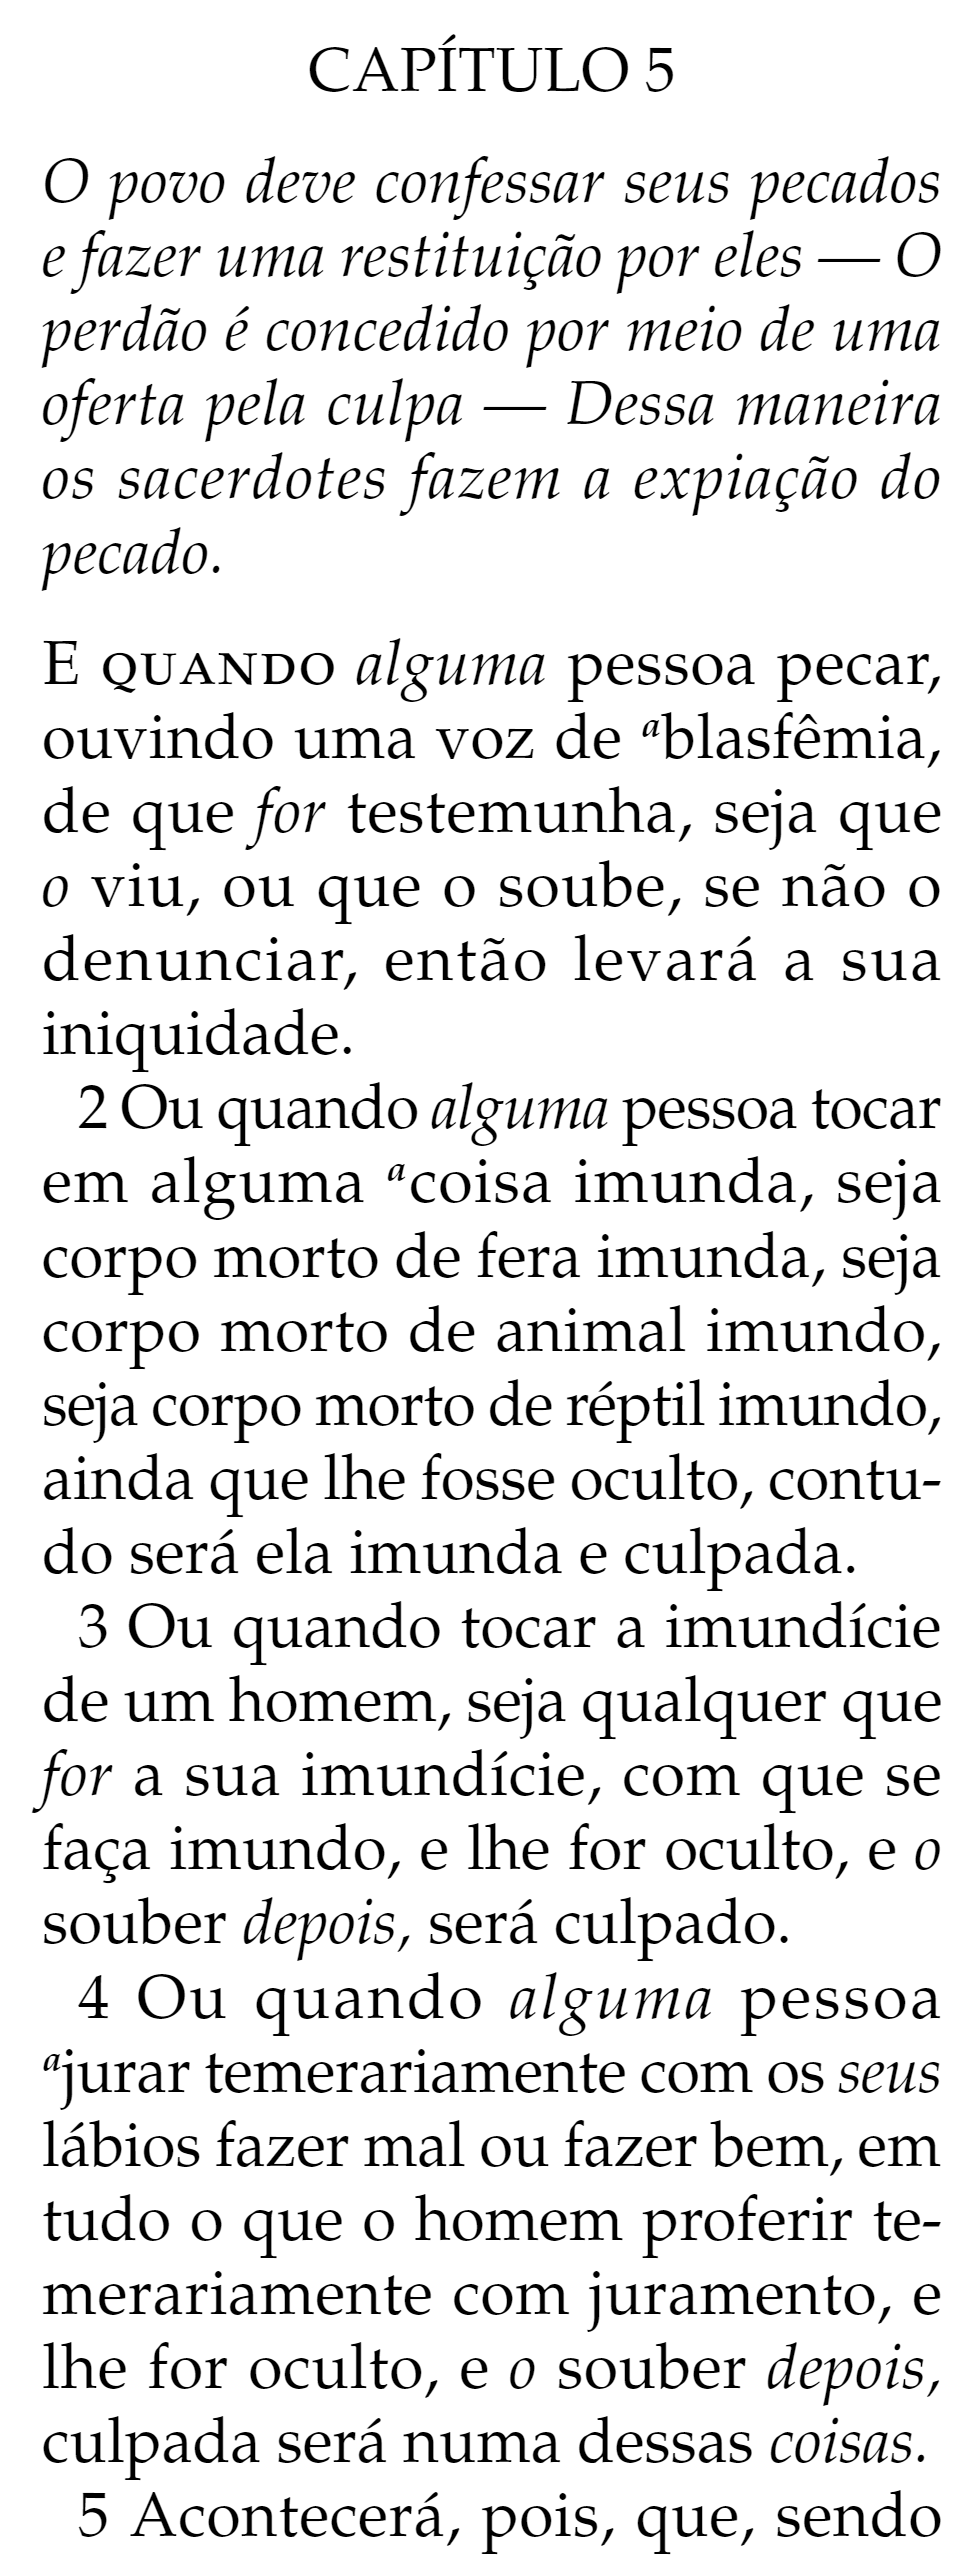 CAPÍTULO 5
O povo deve confessar seus pecados
e fazer uma restituição por eles — O
perdão é concedido por meio de uma
oferta pela culpa — Dessa maneira
os sacerdotes fazem a expiação do
pecado.
E QUANDO alguma pessoa pecar,
ouvindo uma voz de ᵃblasfêmia,
de que for testemunha, seja que
o viu, ou que o soube, se não o
denunciar, então levará a sua
iniquidade.
2 Ou quando alguma pessoa tocar
em alguma ᵃcoisa imunda, seja
corpo morto de fera imunda, seja
corpo morto de animal imundo,
seja corpo morto de réptil imundo,
ainda que lhe fosse oculto, contu-
do será ela imunda e culpada.
3 Ou quando tocar a imundície
de um homem, seja qualquer que
for a sua imundície, com que se
faça imundo, e lhe for oculto, e o
souber depois, será culpado.
4 Ou quando alguma pessoa
ᵃjurar temerariamente com os seus
lábios fazer mal ou fazer bem, em
tudo o que o homem proferir te-
merariamente com juramento, e
lhe for oculto, e o souber depois,
culpada será numa dessas coisas.
5 Acontecerá, pois, que, sendo